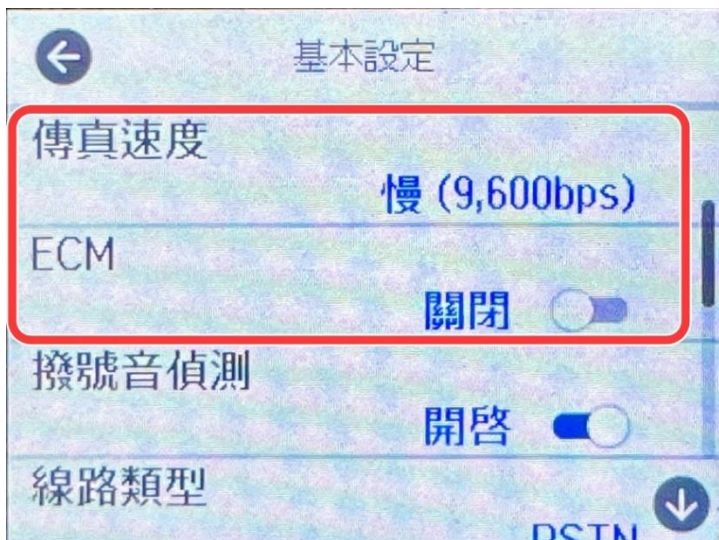 基本設定
傳真速度
慢 (9,600bps)
ECM
關閉
撥號音偵測
開啓
線路類型
PSTN